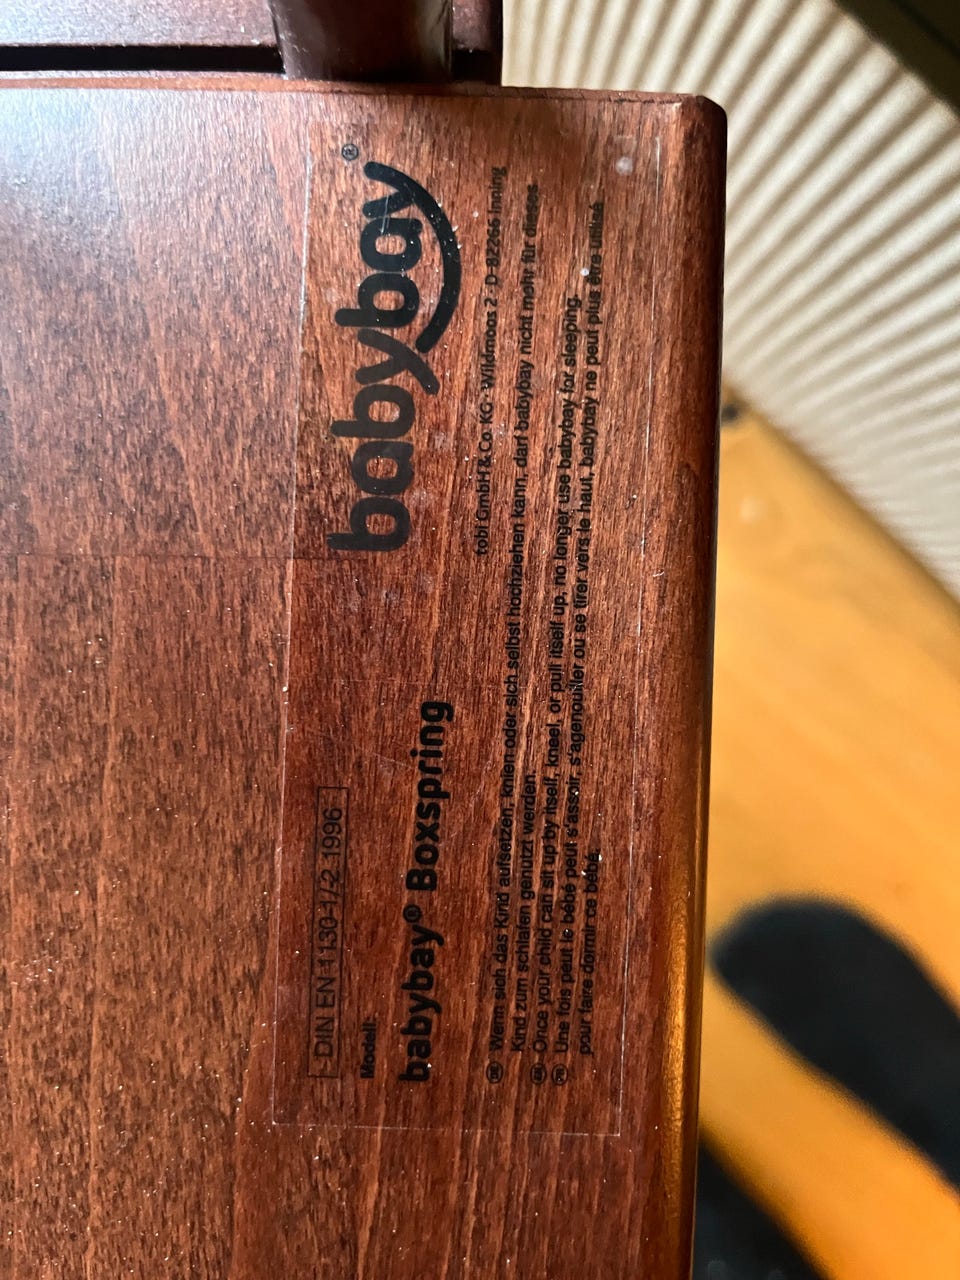 DIN EN 1130-1/2 1996
Modell:
babybay® Boxspring
babybay®
tobi GmbH & Co KG · Wildmoos 2 · D-82266 Inning
DE Wenn sich das Kind aufsetzen, knien oder sich selbst hochziehen kann, darf babybay nicht mehr für dieses
Kind zum schlafen genutzt werden.
Once your child can sit up by itself, kneel, or pull itself up, no longer use babybay for sleeping.
Une fois peut le bébé peut s'assoir, s'agenouiller ou se tirer vers le haut, babybay ne peut plus être utilisé
pour faire dormir ce bébé.